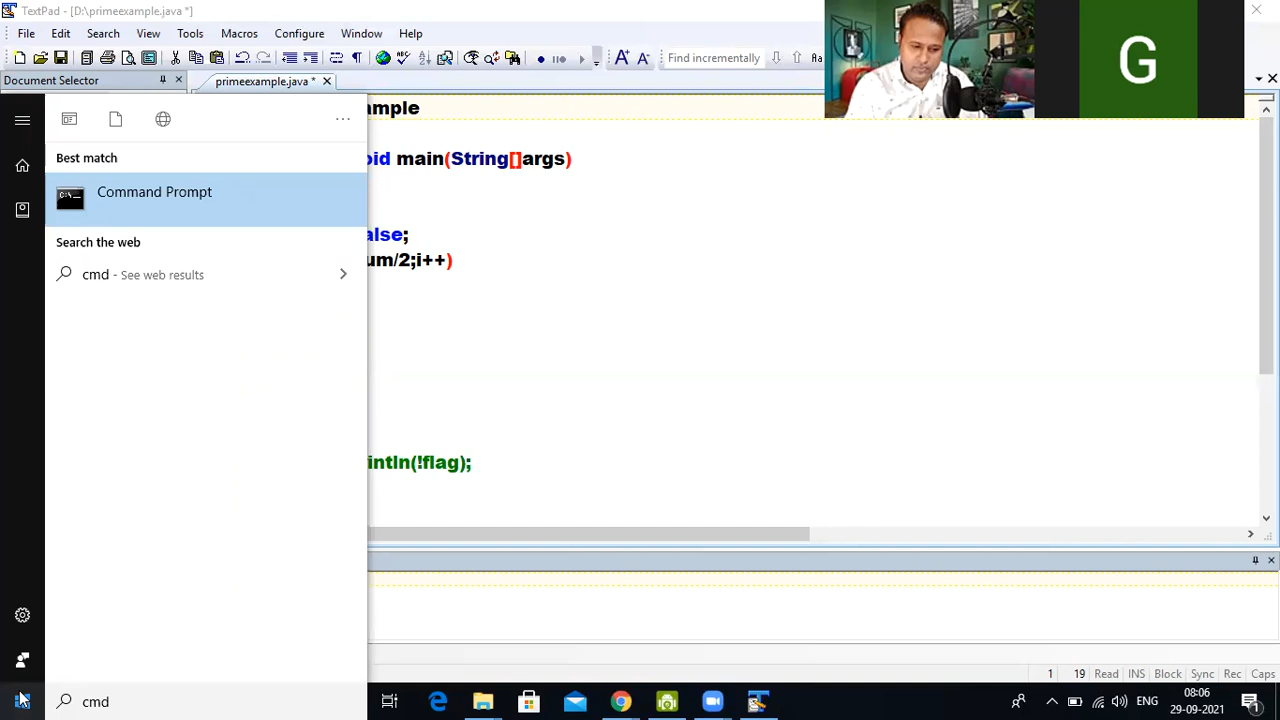 TextPad - [D:\primeexample.java *]
File Edit Search View Tools Macros Configure Window Help
Find incrementally
Aa
Document Selector
primeexample.java *
ample
oid main(String[]args)
alse;
um/2;i++)
intln(!flag);
Best match
Command Prompt
Search the web
cmd - See web results
G
1 19 Read INS Block Sync Rec Caps
cmd
ENG
08:06
29-09-2021
1